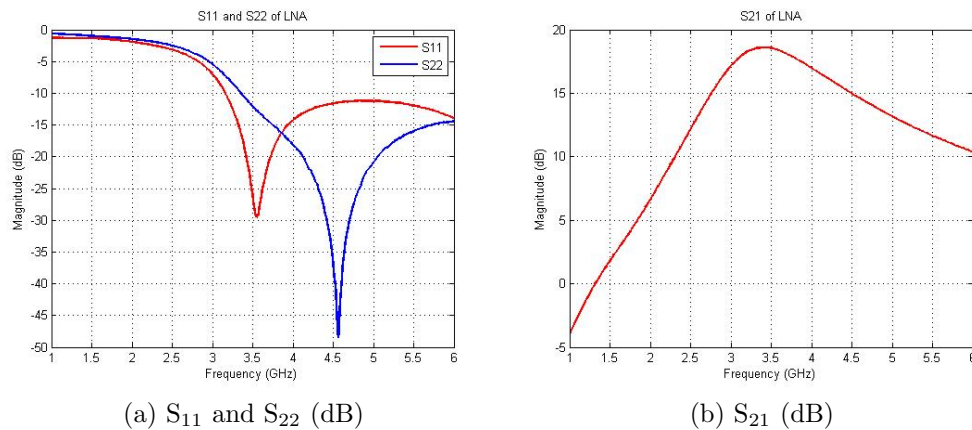 S11 and S22 of LNA
0
-5
-10
-15
-20
-25
-30
-35
-40
-45
-50
Magnitude (dB)
S11
S22
1 1.5 2 2.5 3 3.5 4 4.5 5 5.5 6
Frequency (GHz)
(a) S11 and S22 (dB)
S21 of LNA
20
15
10
5
0
-5
Magnitude (dB)
1 1.5 2 2.5 3 3.5 4 4.5 5 5.5 6
Frequency (GHz)
(b) S21 (dB)